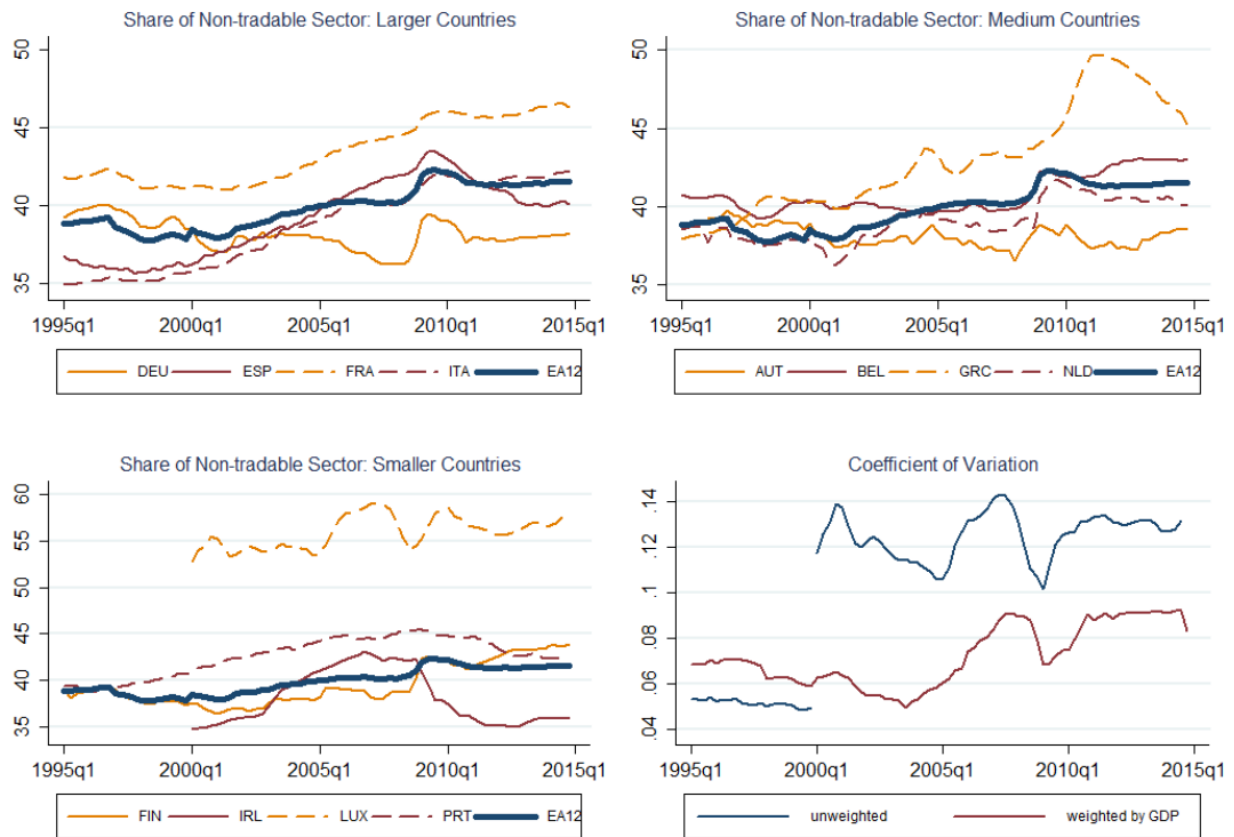 Share of Non-tradable Sector: Larger Countries
50
45
40
35
1995q1 2000q1 2005q1 2010q1 2015q1
DEU ESP FRA ITA EA12
Share of Non-tradable Sector: Medium Countries
50
45
40
35
1995q1 2000q1 2005q1 2010q1 2015q1
AUT BEL GRC NLD EA12
Share of Non-tradable Sector: Smaller Countries
60
55
50
45
40
35
1995q1 2000q1 2005q1 2010q1 2015q1
FIN IRL LUX PRT EA12
Coefficient of Variation
.14
.12
.1
.08
.06
.04
1995q1 2000q1 2005q1 2010q1 2015q1
unweighted weighted by GDP